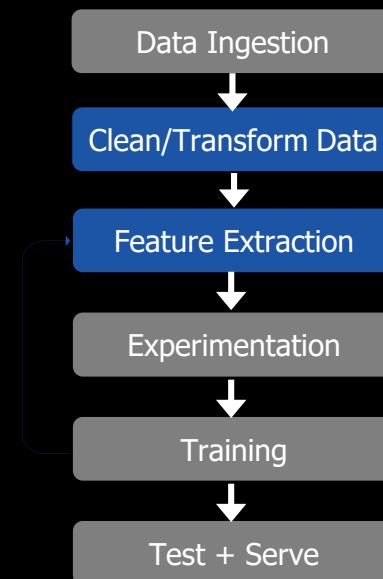 Data Ingestion
Clean/Transform Data
Feature Extraction
Experimentation
Training
Test + Serve